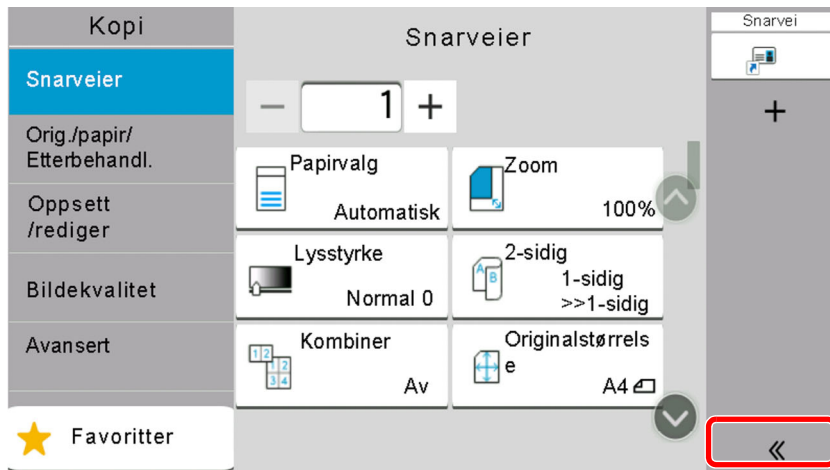 Kopi
Snarveier
Orig./papir/
Etterbehandl.
Oppsett
/rediger
Bildekvalitet
Avansert
Favoritter
Snarveier
− 1 +
Papirvalg
Automatisk
Zoom
100%
Lysstyrke
Normal 0
2-sidig
1-sidig
>>1-sidig
Kombiner
Av
Originalstørrels
e
A4
Snarvei
+
«